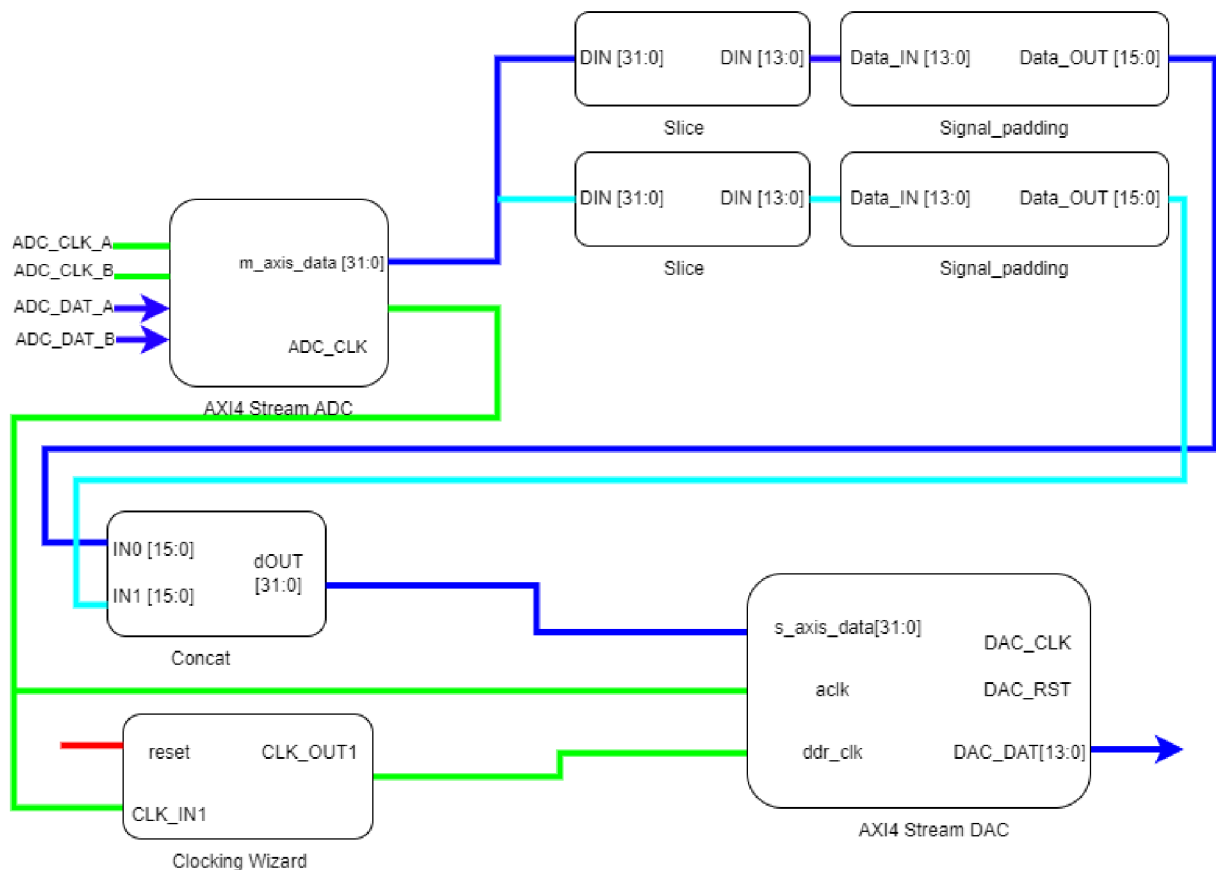 DIN [31:0] DIN [13:0]
Slice
Data_IN [13:0] Data_OUT [15:0]
Signal_padding
DIN [31:0] DIN [13:0]
Slice
Data_IN [13:0] Data_OUT [15:0]
Signal_padding
ADC_CLK_A
ADC_CLK_B
ADC_DAT_A
ADC_DAT_B
m_axis_data [31:0]
ADC_CLK
AXI4 Stream ADC
IN0 [15:0]
IN1 [15:0]
dOUT
[31:0]
Concat
s_axis_data[31:0]
aclk
ddr_clk
DAC_CLK
DAC_RST
DAC_DAT[13:0]
AXI4 Stream DAC
reset
CLK_IN1
CLK_OUT1
Clocking Wizard